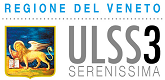 REGIONE DEL VENETO
ULSS3
SERENISSIMA